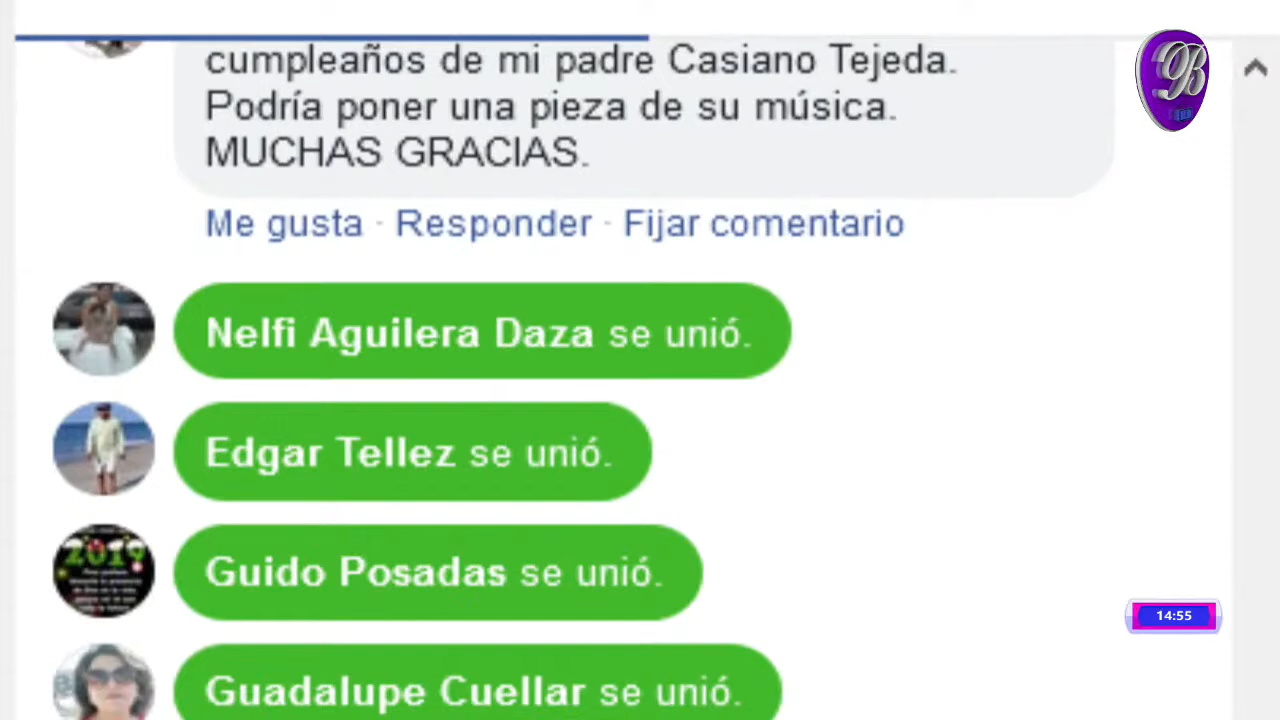 cumpleaños de mi padre Casiano Tejeda.
Podría poner una pieza de su música.
MUCHAS GRACIAS.
Me gusta · Responder · Fijar comentario
Nelfi Aguilera Daza se unió.
Edgar Tellez se unió.
2019
Guido Posadas se unió.
14:55
Guadalupe Cuellar se unió.
B